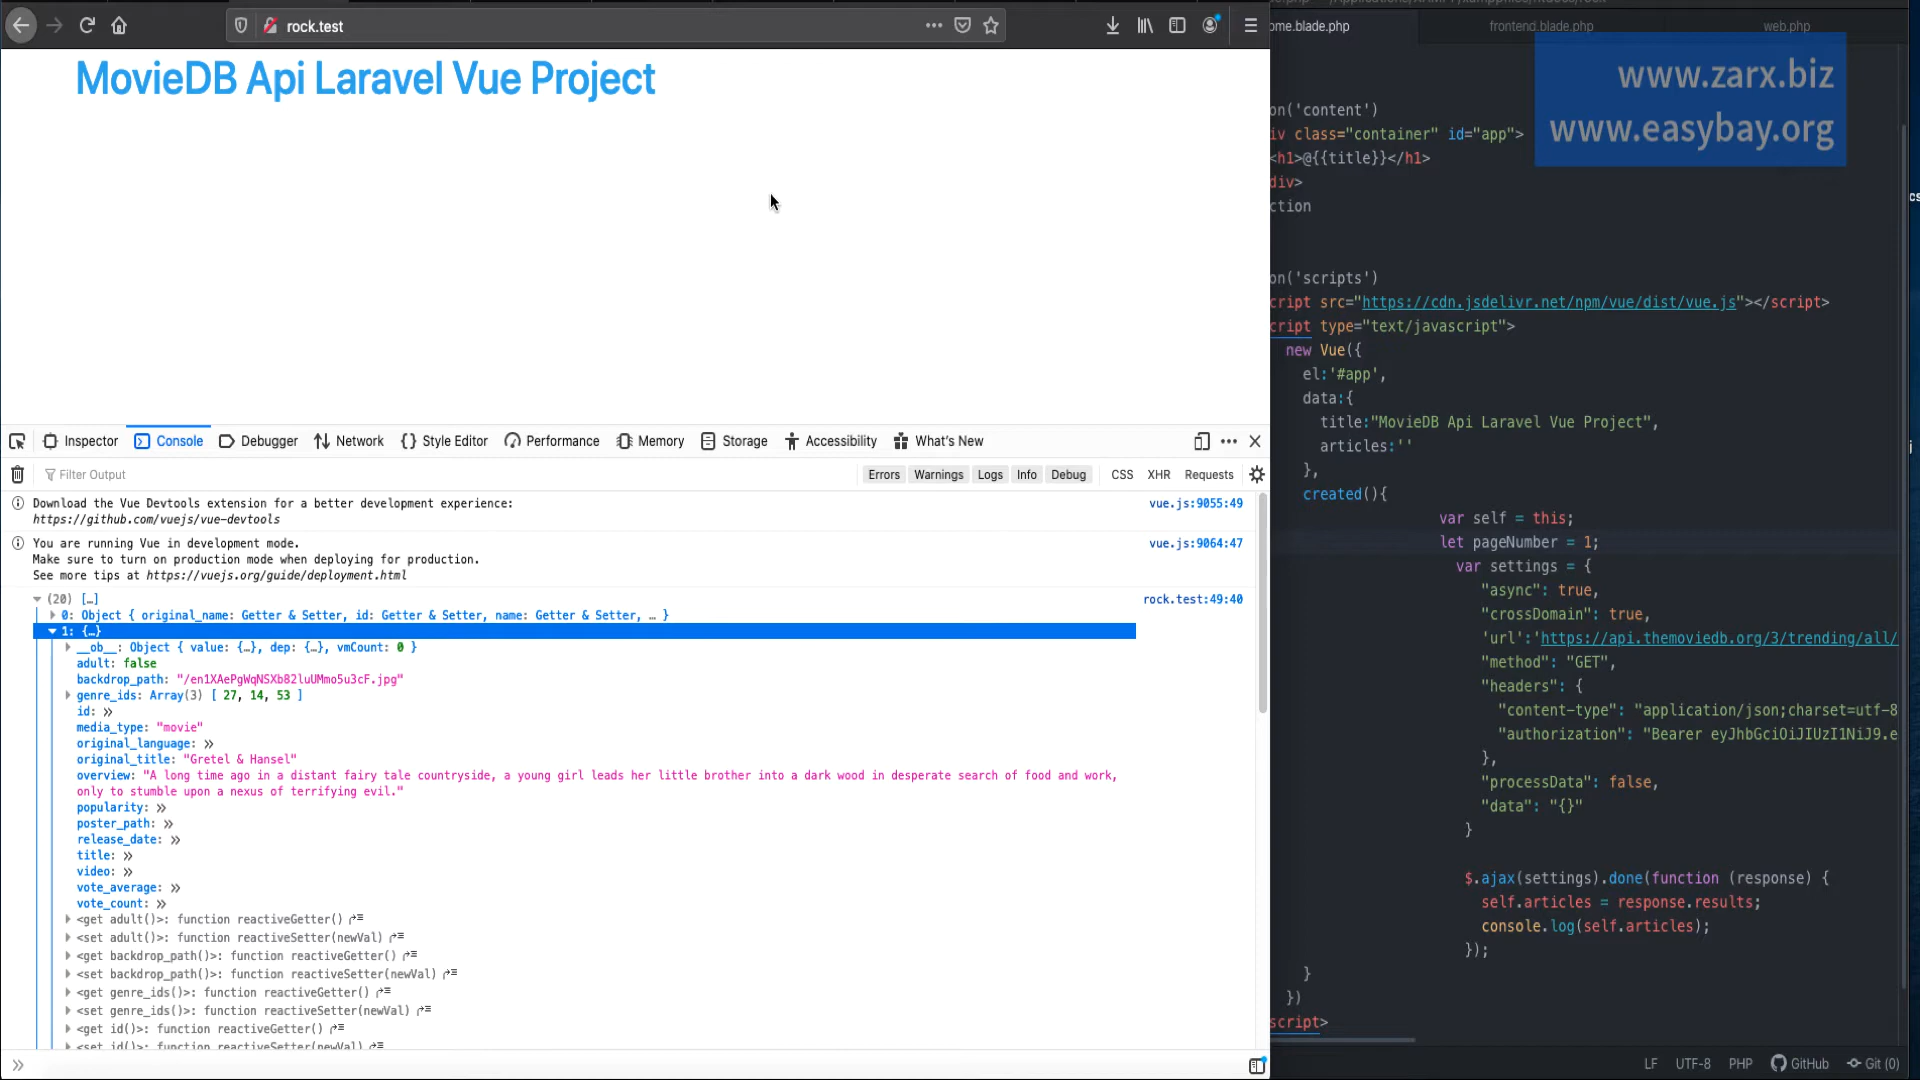 rock.test
MovieDB Api Laravel Vue Project
Inspector
Console
Debugger
Network
{} Style Editor
Performance
Memory
Storage
Accessibility
What's New
Filter Output
Errors
Warnings
Logs
Info
Debug
CSS
XHR
Requests
Download the Vue Devtools extension for a better development experience: vue.js:9055:49
https://github.com/vuejs/vue-devtools
You are running Vue in development mode. vue.js:9064:47
Make sure to turn on production mode when deploying for production.
See more tips at https://vuejs.org/guide/deployment.html
(20) […] rock.test:49:40
0: Object { original_name: Getter & Setter, id: Getter & Setter, name: Getter & Setter, … }
1: {…}
__ob__: Object { value: {…}, dep: {…}, vmCount: 0 }
adult: false
backdrop_path: "/en1XAePgWqNSXb82luUMmo5u3cF.jpg"
genre_ids: Array(3) [ 27, 14, 53 ]
id: »
media_type: "movie"
original_language: »
original_title: "Gretel & Hansel"
overview: "A long time ago in a distant fairy tale countryside, a young girl leads her little brother into a dark wood in desperate search of food and work,
only to stumble upon a nexus of terrifying evil."
popularity: »
poster_path: »
release_date: »
title: »
video: »
vote_average: »
vote_count: »
<get adult()>: function reactiveGetter()
<set adult()>: function reactiveSetter(newVal)
<get backdrop_path()>: function reactiveGetter()
<set backdrop_path()>: function reactiveSetter(newVal)
<get genre_ids()>: function reactiveGetter()
<set genre_ids()>: function reactiveSetter(newVal)
<get id()>: function reactiveGetter()
<set id()>: function reactiveSetter(newVal)
»
ome.blade.php
frontend.blade.php
web.php
www.zarx.biz
www.easybay.org
on('content')
iv class="container" id="app">
<h1>@{{title}}</h1>
div>
ction
on('scripts')
cript src="https://cdn.jsdelivr.net/npm/vue/dist/vue.js"></script>
cript type="text/javascript">
new Vue({
el:'#app',
data:{
title:"MovieDB Api Laravel Vue Project",
articles:''
},
created(){
var self = this;
let pageNumber = 1;
var settings = {
"async": true,
"crossDomain": true,
'url':'https://api.themoviedb.org/3/trending/all/
"method": "GET",
"headers": {
"content-type": "application/json;charset=utf-8
"authorization": "Bearer eyJhbGciOiJIUzI1NiJ9.e
},
"processData": false,
"data": "{}"
}
$.ajax(settings).done(function (response) {
self.articles = response.results;
console.log(self.articles);
});
}
})
script>
LF
UTF-8
PHP
GitHub
Git (0)